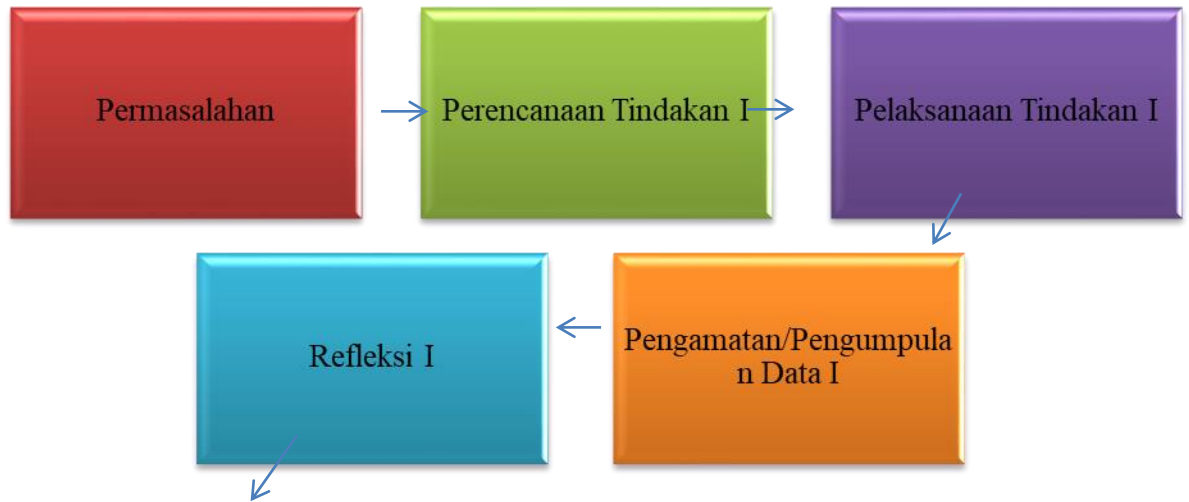 Permasalahan
Perencanaan Tindakan I
Pelaksanaan Tindakan I
Refleksi I
Pengamatan/Pengumpula
n Data I